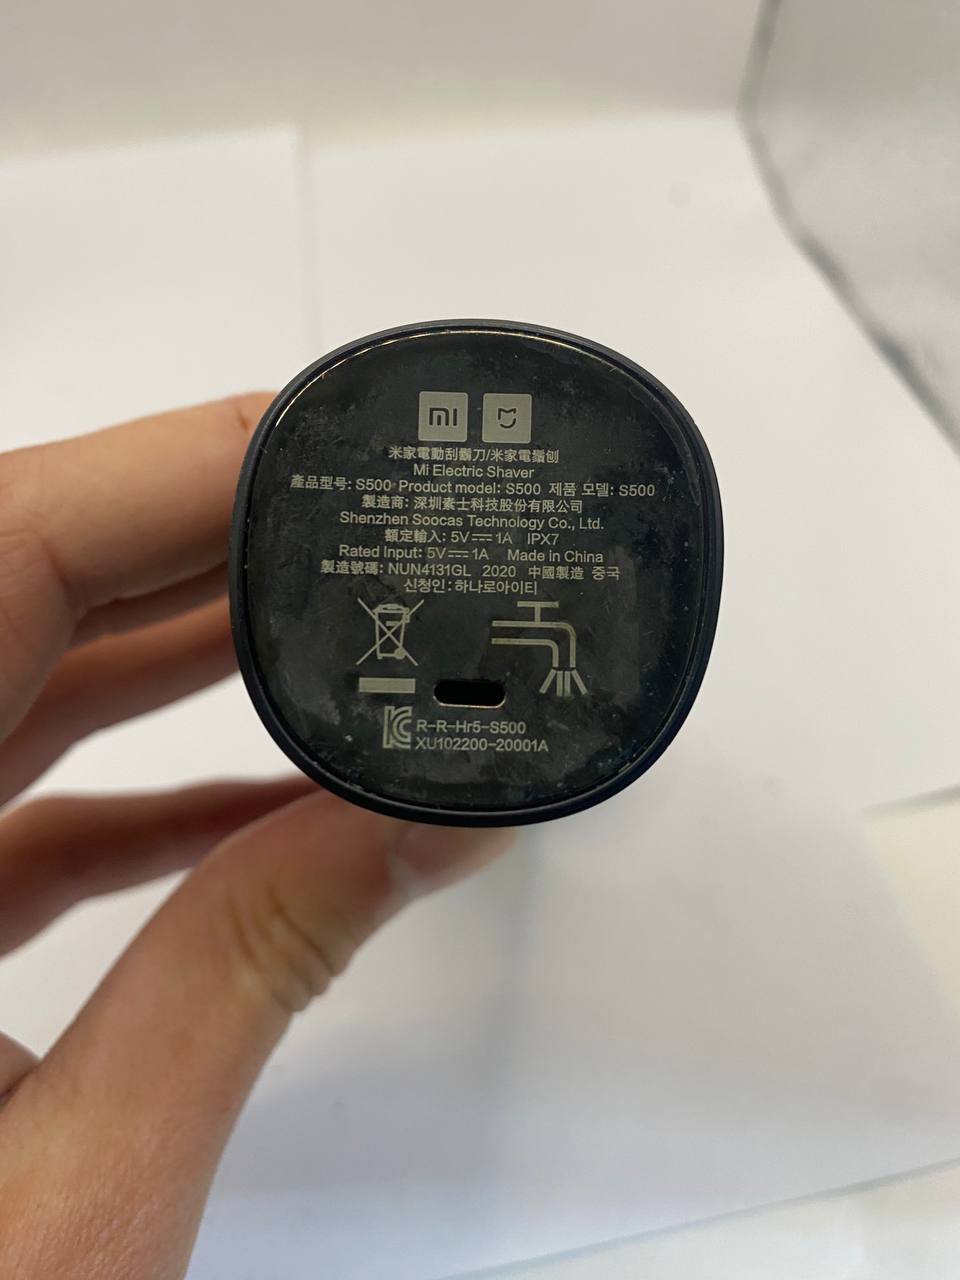 mi
米家電動刮鬍刀/米家電鬚刨
Mi Electric Shaver
產品型号: S500 Product model: S500 제품 모델: S500
製造商: 深圳素士科技股份有限公司
Shenzhen Soocas Technology Co., Ltd.
額定輸入: 5V⎓1A IPX7
Rated Input: 5V⎓1A Made in China
製造號碼: NUN4131GL 2020 中國製造 중국
신청인: 하나로아이티
R-R-Hr5-S500
XU102200-20001A